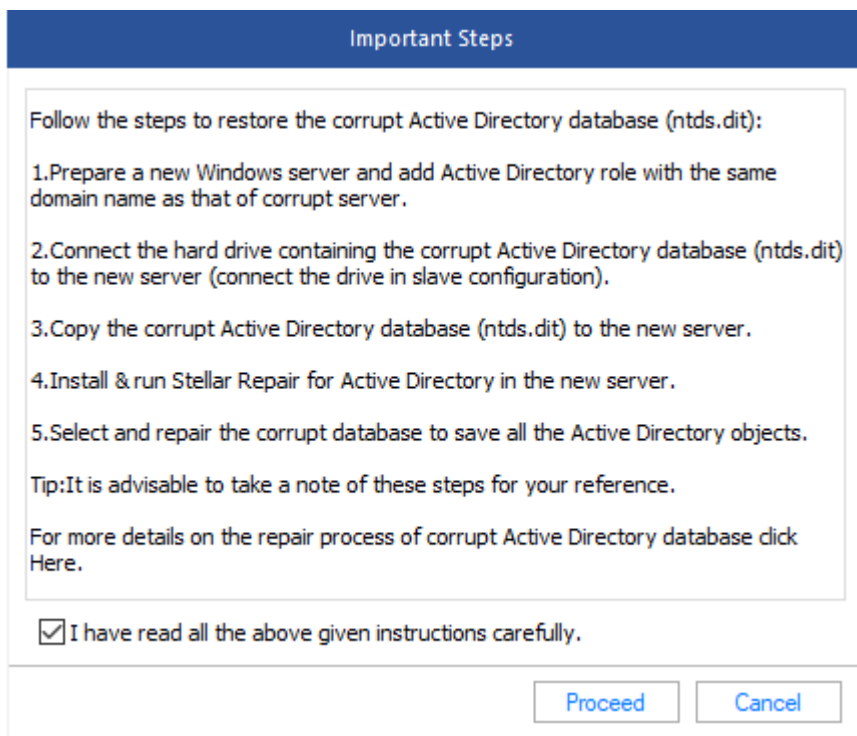 Important Steps
Follow the steps to restore the corrupt Active Directory database (ntds.dit):
1.Prepare a new Windows server and add Active Directory role with the same
domain name as that of corrupt server.
2.Connect the hard drive containing the corrupt Active Directory database (ntds.dit)
to the new server (connect the drive in slave configuration).
3.Copy the corrupt Active Directory database (ntds.dit) to the new server.
4.Install & run Stellar Repair for Active Directory in the new server.
5.Select and repair the corrupt database to save all the Active Directory objects.
Tip:It is advisable to take a note of these steps for your reference.
For more details on the repair process of corrupt Active Directory database click
Here.
I have read all the above given instructions carefully.
Proceed
Cancel